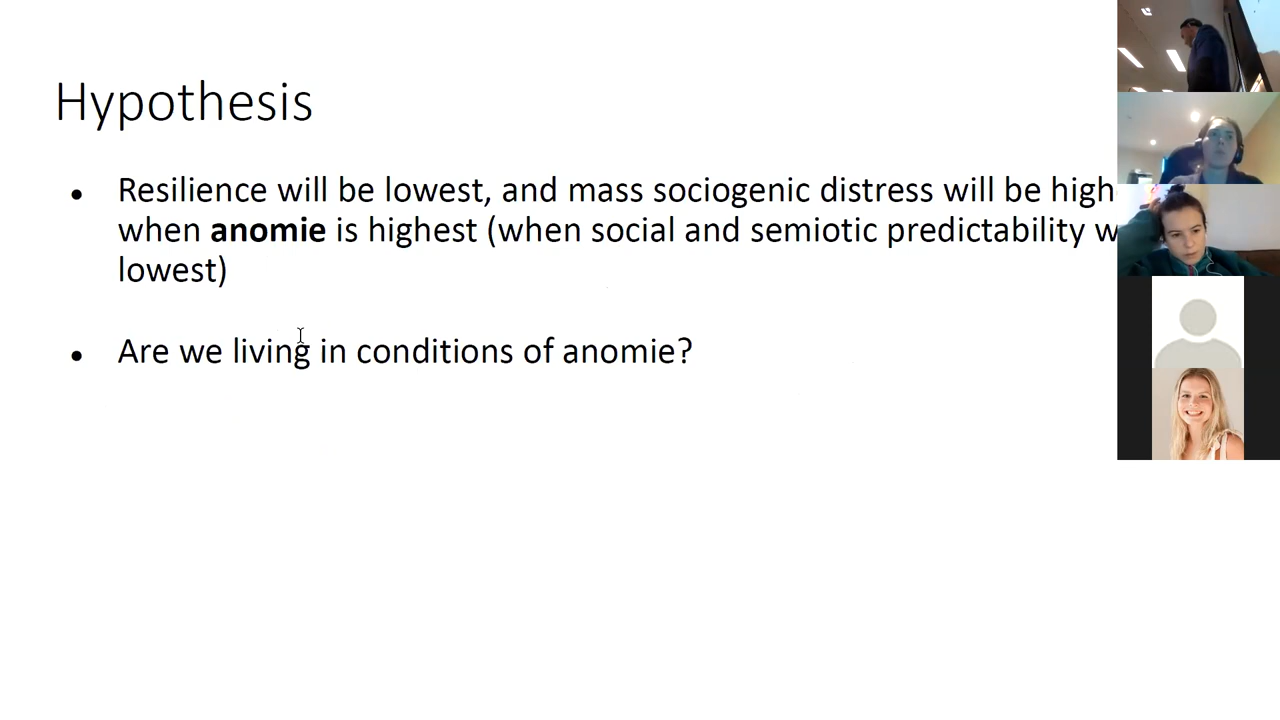 Hypothesis
• Resilience will be lowest, and mass sociogenic distress will be high
when anomie is highest (when social and semiotic predictability
lowest)
• Are we living in conditions of anomie?